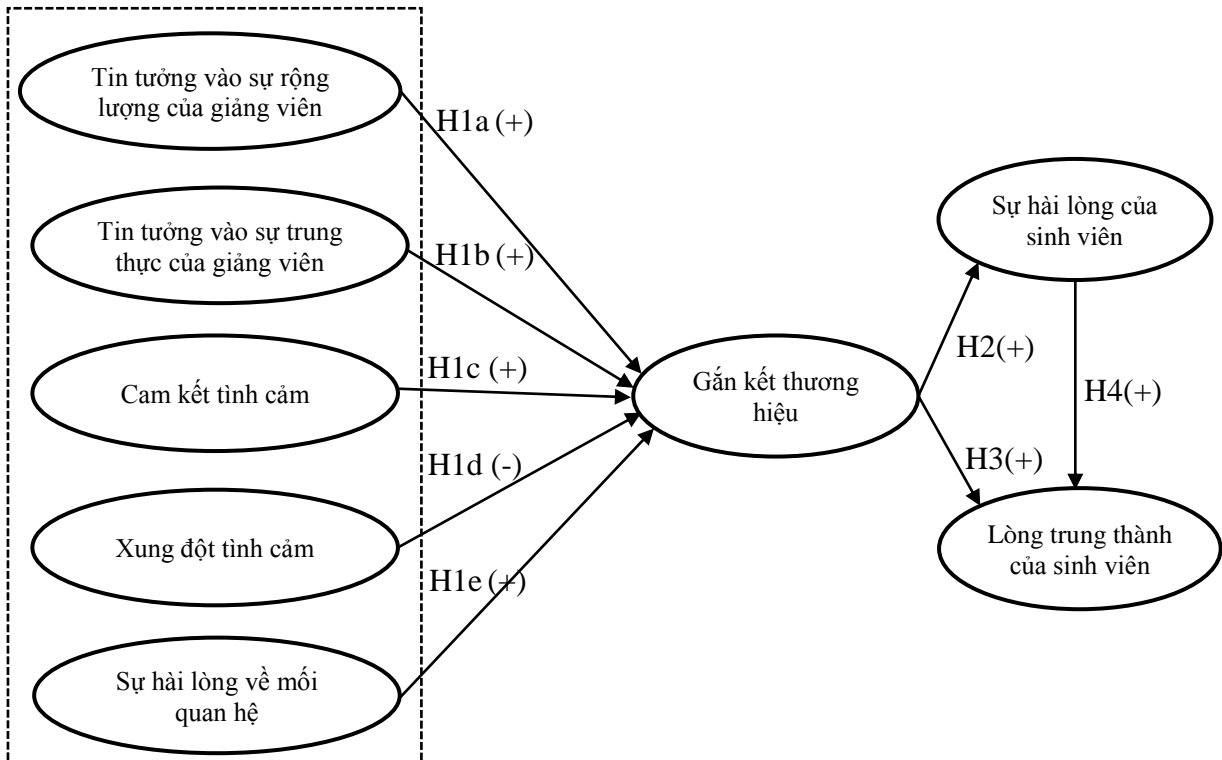 Tin tưởng vào sự rộng
lượng của giảng viên
H1a (+)
Tin tưởng vào sự trung
thực của giảng viên
H1b (+)
Cam kết tình cảm
H1c (+)
Xung đột tình cảm
H1d (-)
Sự hài lòng về mối
quan hệ
H1e (+)
Gắn kết thương
hiệu
H2(+)
H3(+)
Sự hài lòng của
sinh viên
H4(+)
Lòng trung thành
của sinh viên